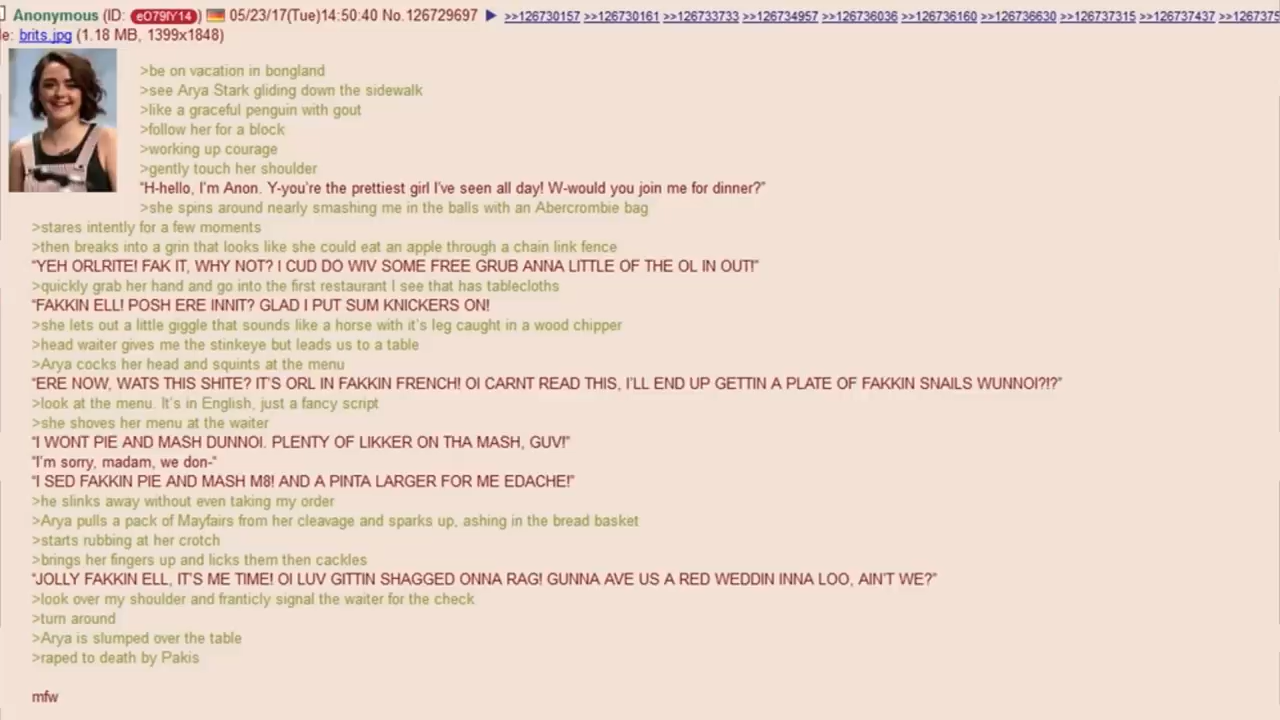 Anonymous (ID: eO79IY14) 05/23/17(Tue)14:50:40 No.126729697 ▶ >>126730157 >>126730161 >>126733733 >>126734957 >>126736036 >>126736160 >>126736630 >>126737315 >>126737437 >>1267375
le: brits.jpg (1.18 MB, 1399x1848)
>be on vacation in bongland
>see Arya Stark gliding down the sidewalk
>like a graceful penguin with gout
>follow her for a block
>working up courage
>gently touch her shoulder
“H-hello, I’m Anon. Y-you’re the prettiest girl I’ve seen all day! W-would you join me for dinner?”
>she spins around nearly smashing me in the balls with an Abercrombie bag
>stares intently for a few moments
>then breaks into a grin that looks like she could eat an apple through a chain link fence
“YEH ORLRITE! FAK IT, WHY NOT? I CUD DO WIV SOME FREE GRUB ANNA LITTLE OF THE OL IN OUT!”
>quickly grab her hand and go into the first restaurant I see that has tablecloths
“FAKKIN ELL! POSH ERE INNIT? GLAD I PUT SUM KNICKERS ON!
>she lets out a little giggle that sounds like a horse with it’s leg caught in a wood chipper
>head waiter gives me the stinkeye but leads us to a table
>Arya cocks her head and squints at the menu
“ERE NOW, WATS THIS SHITE? IT’S ORL IN FAKKIN FRENCH! OI CARNT READ THIS, I’LL END UP GETTIN A PLATE OF FAKKIN SNAILS WUNNOI?!?”
>look at the menu. It’s in English, just a fancy script
>she shoves her menu at the waiter
“I WONT PIE AND MASH DUNNOI. PLENTY OF LIKKER ON THA MASH, GUV!”
“I’m sorry, madam, we don-“
“I SED FAKKIN PIE AND MASH M8! AND A PINTA LARGER FOR ME EDACHE!”
>he slinks away without even taking my order
>Arya pulls a pack of Mayfairs from her cleavage and sparks up, ashing in the bread basket
>starts rubbing at her crotch
>brings her fingers up and licks them then cackles
“JOLLY FAKKIN ELL, IT’S ME TIME! OI LUV GITTIN SHAGGED ONNA RAG! GUNNA AVE US A RED WEDDIN INNA LOO, AIN’T WE?”
>look over my shoulder and franticly signal the waiter for the check
>turn around
>Arya is slumped over the table
>raped to death by Pakis
mfw